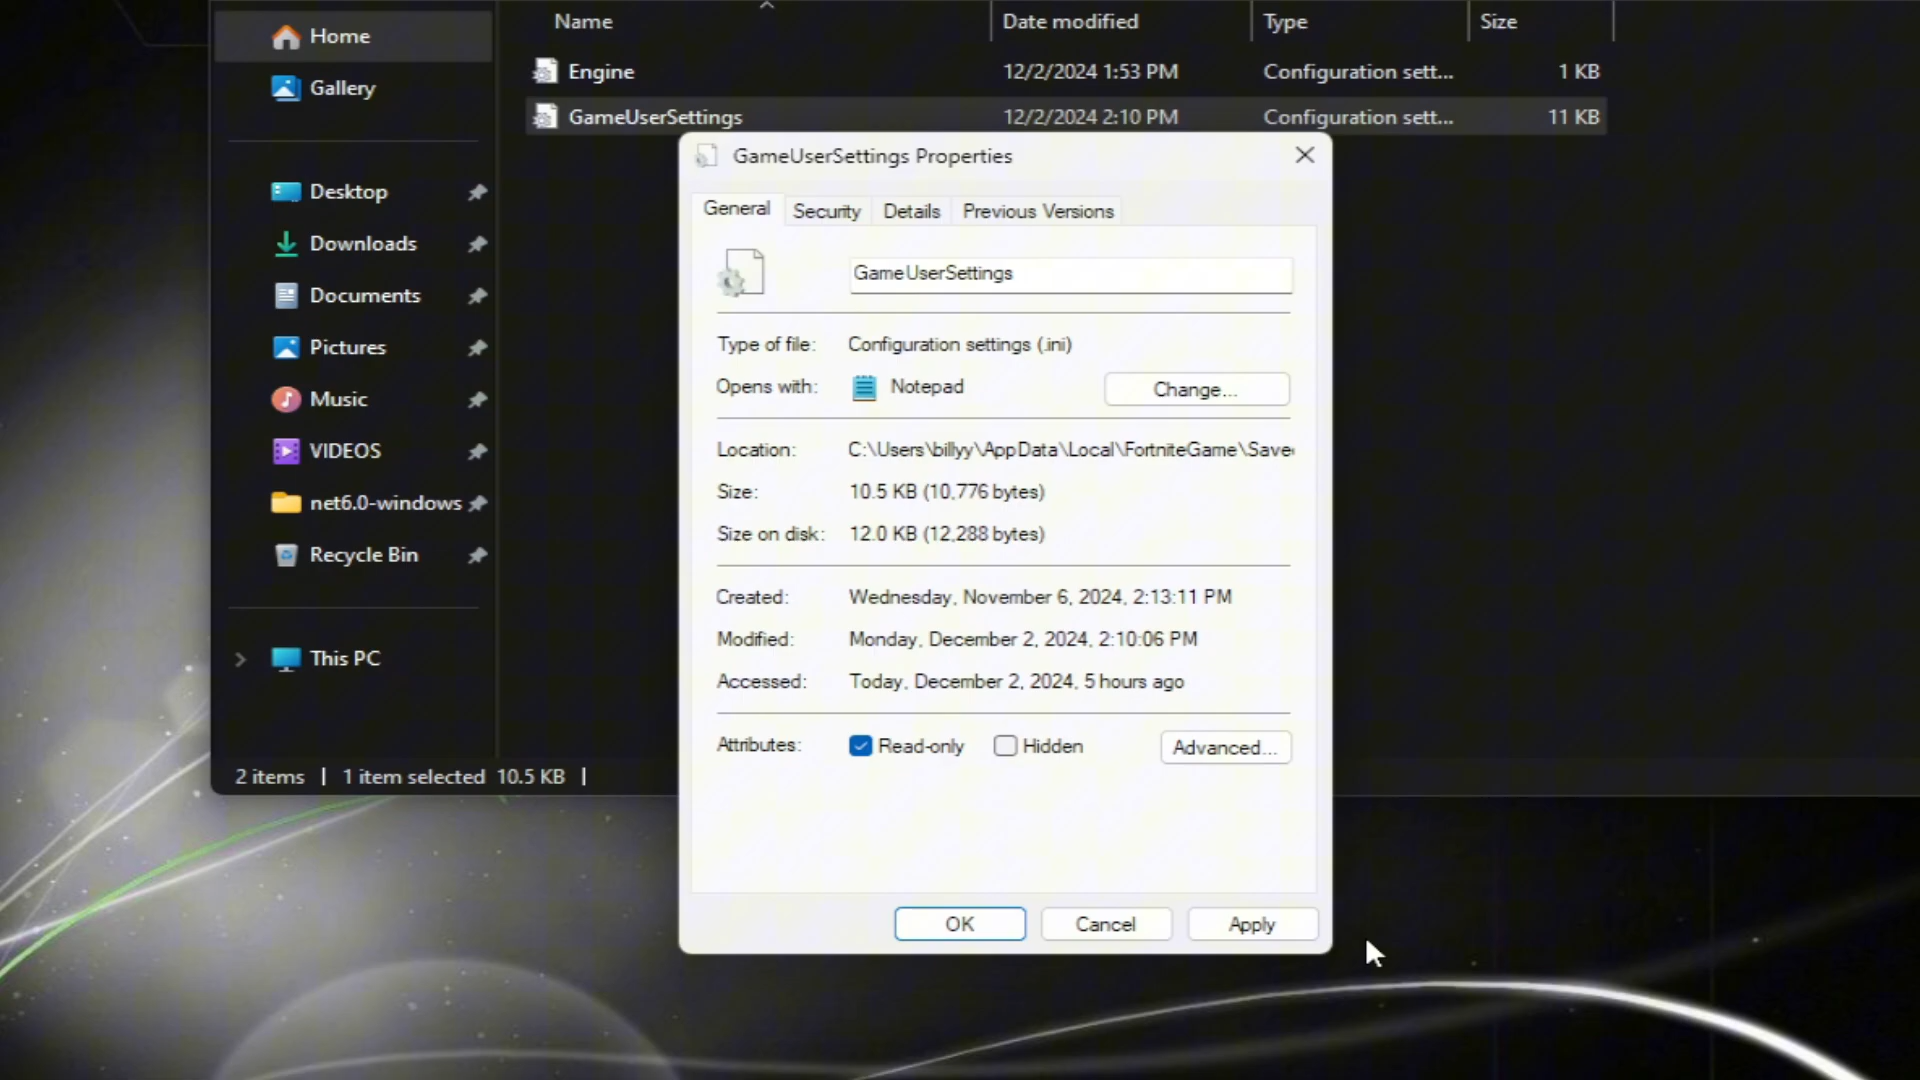 Home
Gallery
Desktop
Downloads
Documents
Pictures
Music
VIDEOS
net6.0-windows
Recycle Bin
This PC
2 items | 1 item selected 10.5 KB |
Name Date modified Type Size
Engine 12/2/2024 1:53 PM Configuration sett... 1 KB
GameUserSettings 12/2/2024 2:10 PM Configuration sett... 11 KB
GameUserSettings Properties
General Security Details Previous Versions
GameUserSettings
Type of file: Configuration settings (.ini)
Opens with: Notepad Change...
Location: C:\Users\billyy\AppData\Local\FortniteGame\Save
Size: 10.5 KB (10,776 bytes)
Size on disk: 12.0 KB (12,288 bytes)
Created: Wednesday, November 6, 2024, 2:13:11 PM
Modified: Monday, December 2, 2024, 2:10:06 PM
Accessed: Today, December 2, 2024, 5 hours ago
Attributes: Read-only Hidden Advanced...
OK Cancel Apply